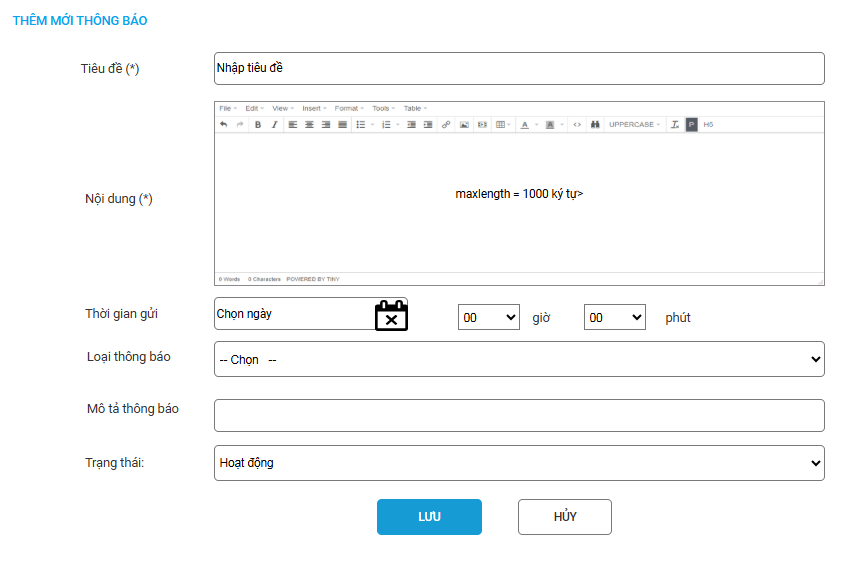 THÊM MỚI THÔNG BÁO
Tiêu đề (*)
Nhập tiêu đề
File Edit View Insert Format Tools Table
B I A A <> UPPERCASE Ix P H5
Nội dung (*)
maxlength = 1000 ký tự>
0 Words 0 Characters POWERED BY TINY
Thời gian gửi Chọn ngày 00 giờ 00 phút
Loại thông báo -- Chọn --
Mô tả thông báo
Trạng thái: Hoạt động
LƯU HỦY